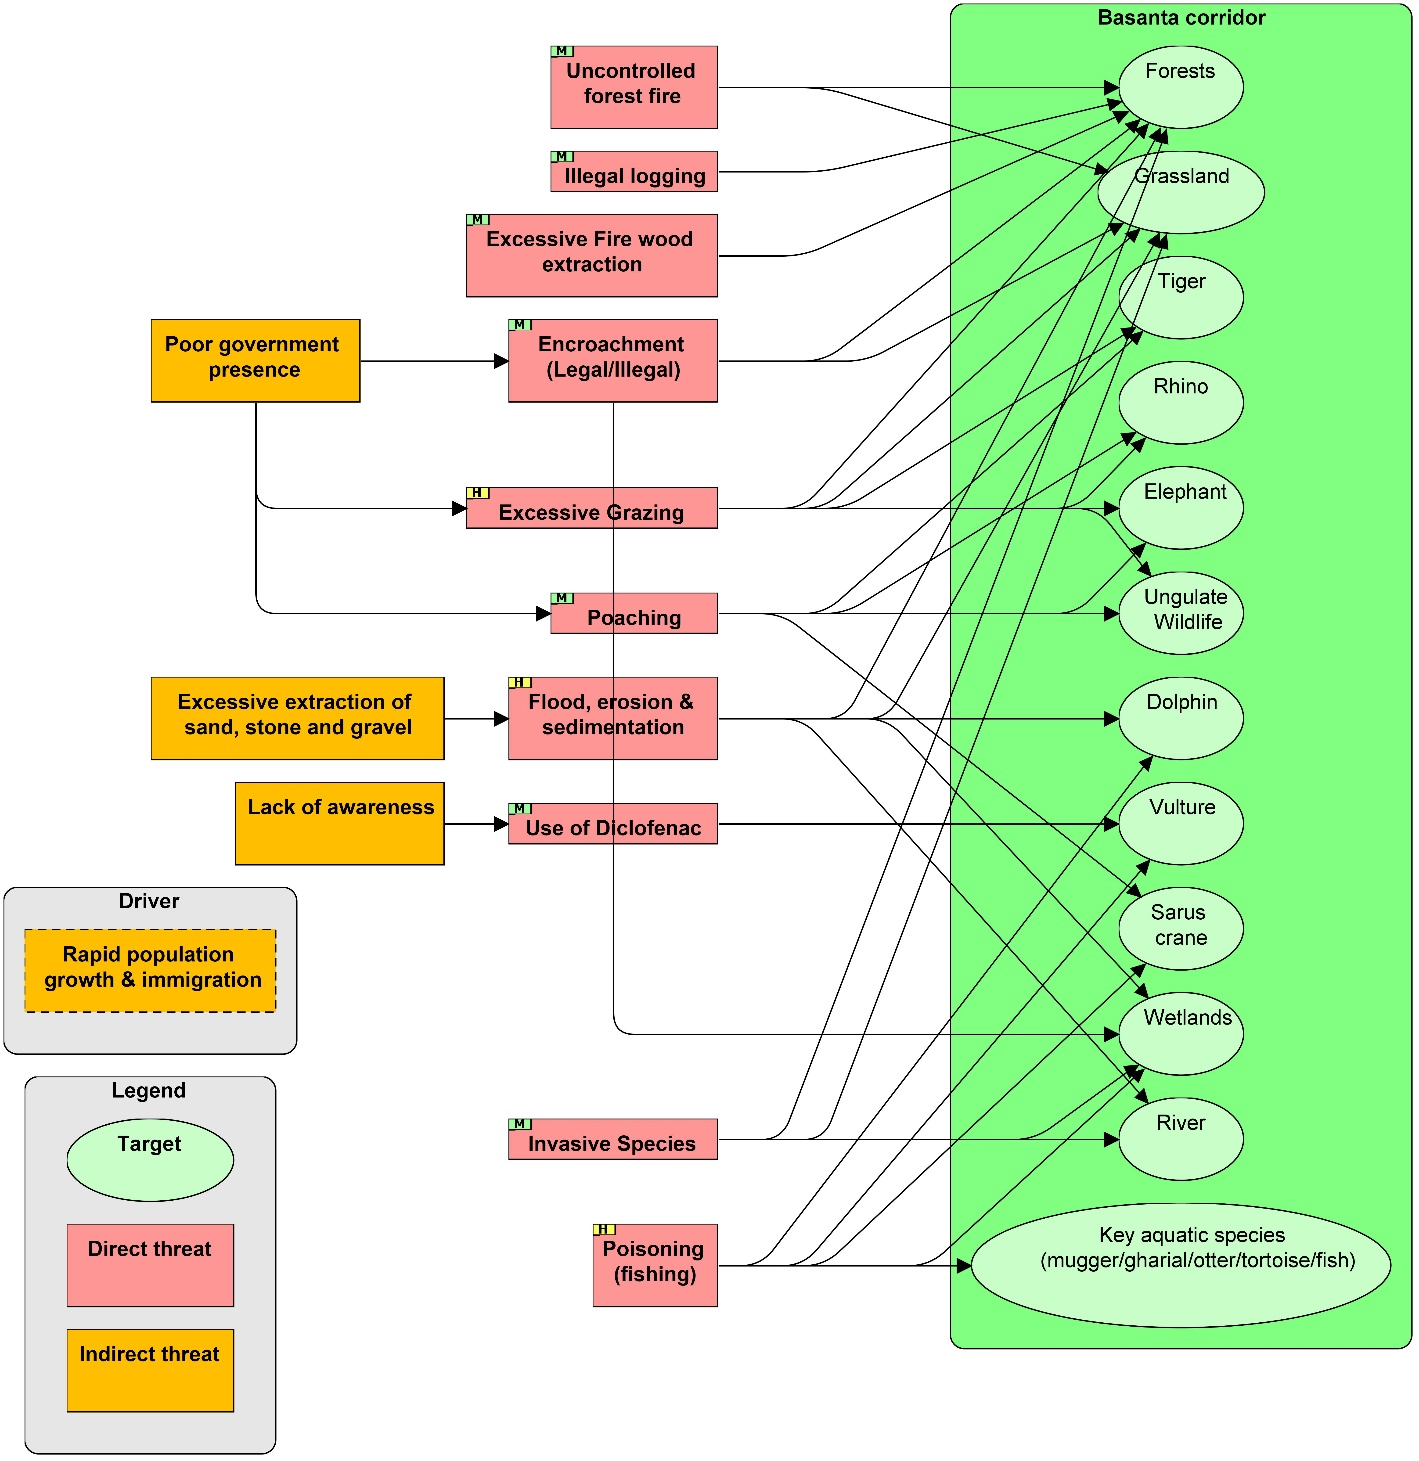 Basanta corridor
M
Uncontrolled
forest fire
Forests
M
Illegal logging
Grassland
M
Excessive Fire wood
extraction
Tiger
Poor government
presence
M
Encroachment
(Legal/Illegal)
Rhino
H
Excessive Grazing
Elephant
M
Poaching
Ungulate
Wildlife
Excessive extraction of
sand, stone and gravel
H
Flood, erosion &
sedimentation
Dolphin
Lack of awareness
M
Use of Diclofenac
Vulture
Driver
Rapid population
growth & immigration
Sarus
crane
Wetlands
Legend
Target
Direct threat
Indirect threat
M
Invasive Species
River
H
Poisoning
(fishing)
Key aquatic species
(mugger/gharial/otter/tortoise/fish)